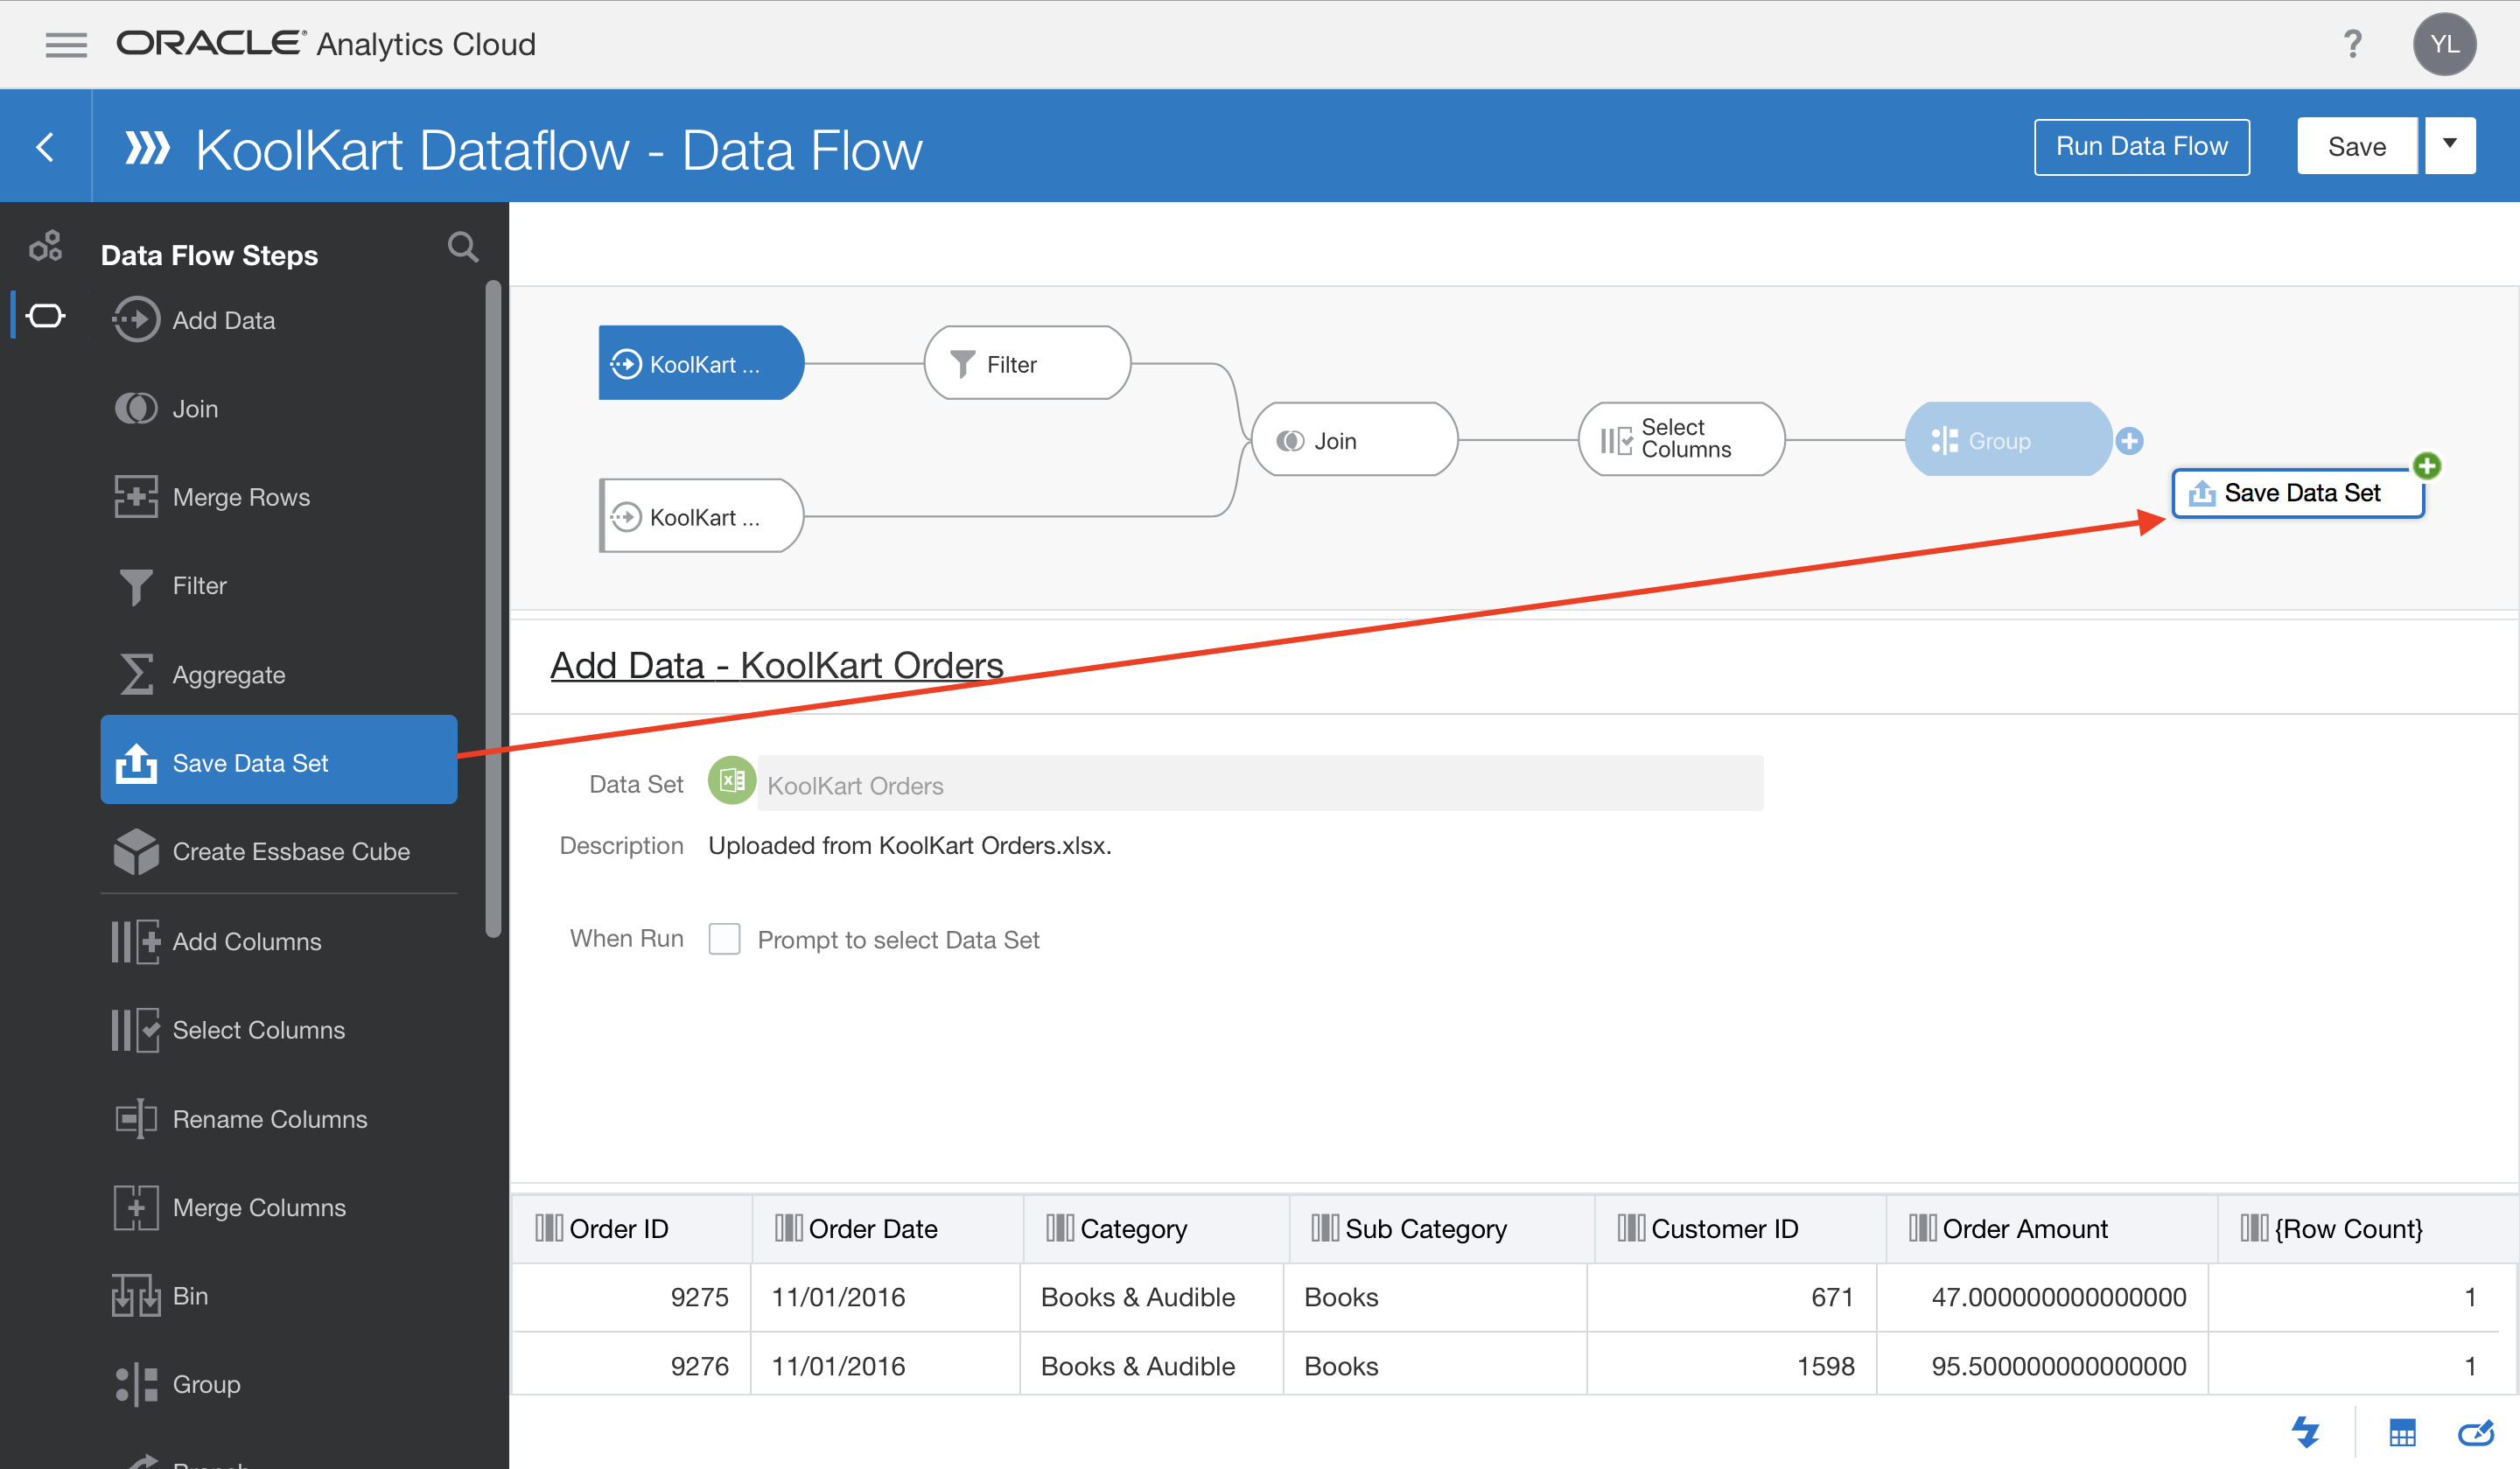 ORACLE Analytics Cloud
?
YL
KoolKart Dataflow - Data Flow
Run Data Flow
Save
Data Flow Steps
Add Data
Join
Merge Rows
Filter
Aggregate
Save Data Set
Create Essbase Cube
Add Columns
Select Columns
Rename Columns
Merge Columns
Bin
Group
KoolKart ...
Filter
Join
Select
Columns
Group
Save Data Set
KoolKart ...
Add Data - KoolKart Orders
Data Set KoolKart Orders
Description Uploaded from KoolKart Orders.xlsx.
When Run Prompt to select Data Set
Order ID Order Date Category Sub Category Customer ID Order Amount {Row Count}
9275 11/01/2016 Books & Audible Books 671 47.000000000000000 1
9276 11/01/2016 Books & Audible Books 1598 95.500000000000000 1